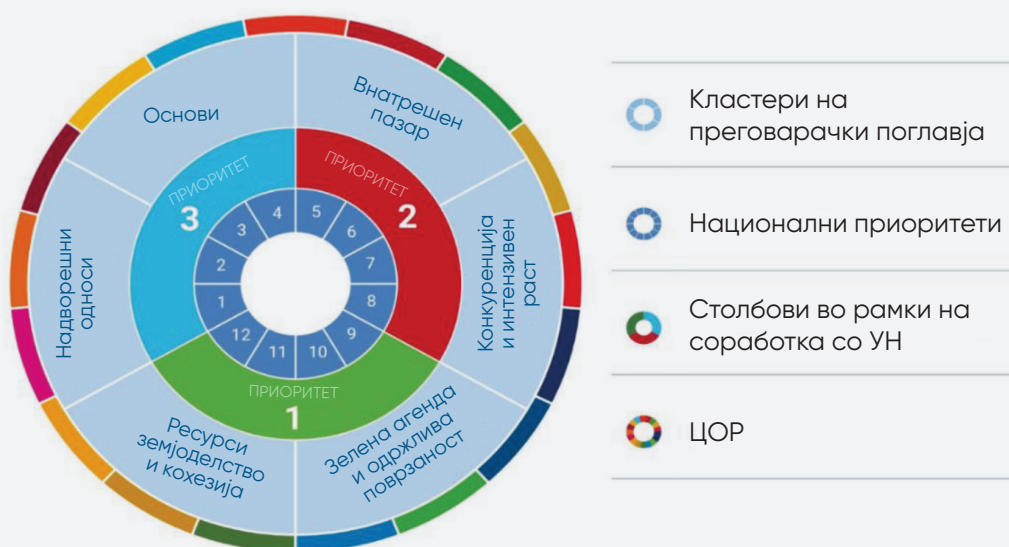 Основи
Внатрешен
пазар
Конкуренција
и интензивен
раст
Зелена агенда
и одржлива
поврзаност
Ресурси
земјоделство
и кохезија
Надворешни
односи
ПРИОРИТЕТ
3
ПРИОРИТЕТ
2
ПРИОРИТЕТ
1
1
2
3
4
5
6
7
8
9
10
11
12
Кластери на
преговарачки поглавја
Национални приоритети
Столбови во рамки на
соработка со УН
ЦОР